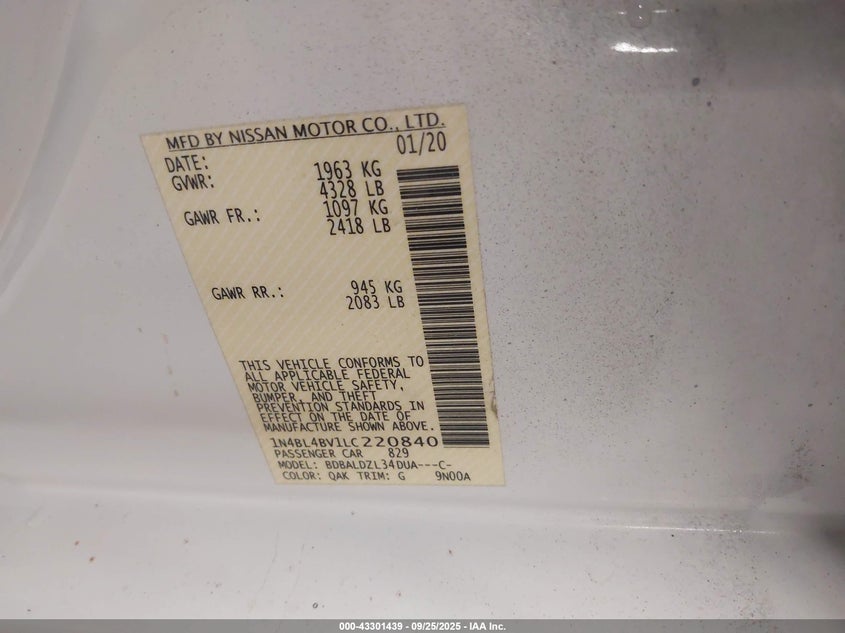 MFD BY NISSAN MOTOR CO., LTD.
DATE: 01/20
GVWR: 1963 KG
4328 LB
GAWR FR.: 1097 KG
2418 LB
GAWR RR.: 945 KG
2083 LB
THIS VEHICLE CONFORMS TO
ALL APPLICABLE FEDERAL
MOTOR VEHICLE SAFETY,
BUMPER, AND THEFT
PREVENTION STANDARDS IN
EFFECT ON THE DATE OF
MANUFACTURE SHOWN ABOVE.
1N4BL4BV1LC220840
PASSENGER CAR 829
MODEL: BDBALDZL34DUA---C-
COLOR: QAK TRIM: G 9N00A
000-43301439 - 09/25/2025 - IAA Inc.